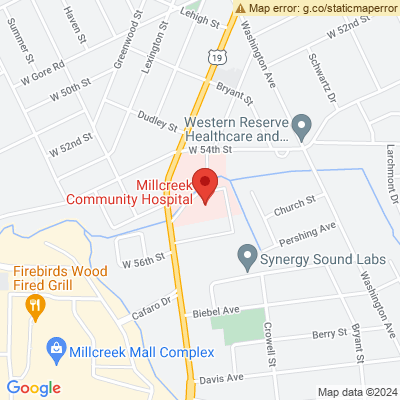 Map error: g.co/staticmaperror
Summer St
Greenwood St
Haven St
Lehigh St
W 52nd St
Washington Ave
W Gore Rd
Lexington St
19
Schwartz Dr
W 50th St
Bryant St
Dudley St
Western Reserve
Healthcare and...
W 52nd St
W 54th St
Larchmont Dr
Millcreek
Community Hospital
Church St
Pershing Ave
W 56th St
Synergy Sound Labs
Firebirds Wood
Fired Grill
Washington Ave
Cafaro Dr
Biebel Ave
Berry St
Crowell St
Bryant St
Millcreek Mall Complex
Davis Ave
Google
Map data ©2024